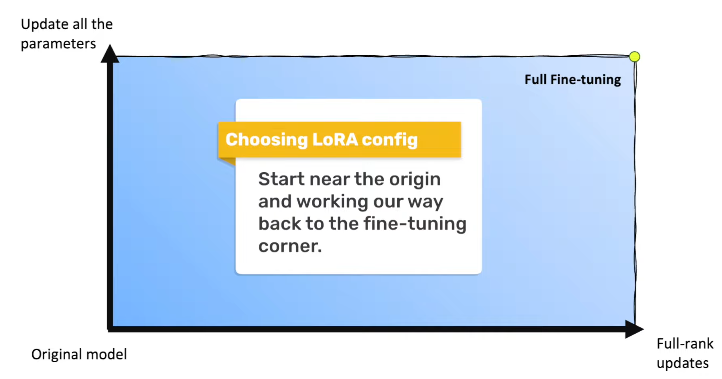 Update all the
parameters
Full Fine-tuning
Choosing LoRA config
Start near the origin
and working our way
back to the fine-tuning
corner.
Original model
Full-rank
updates